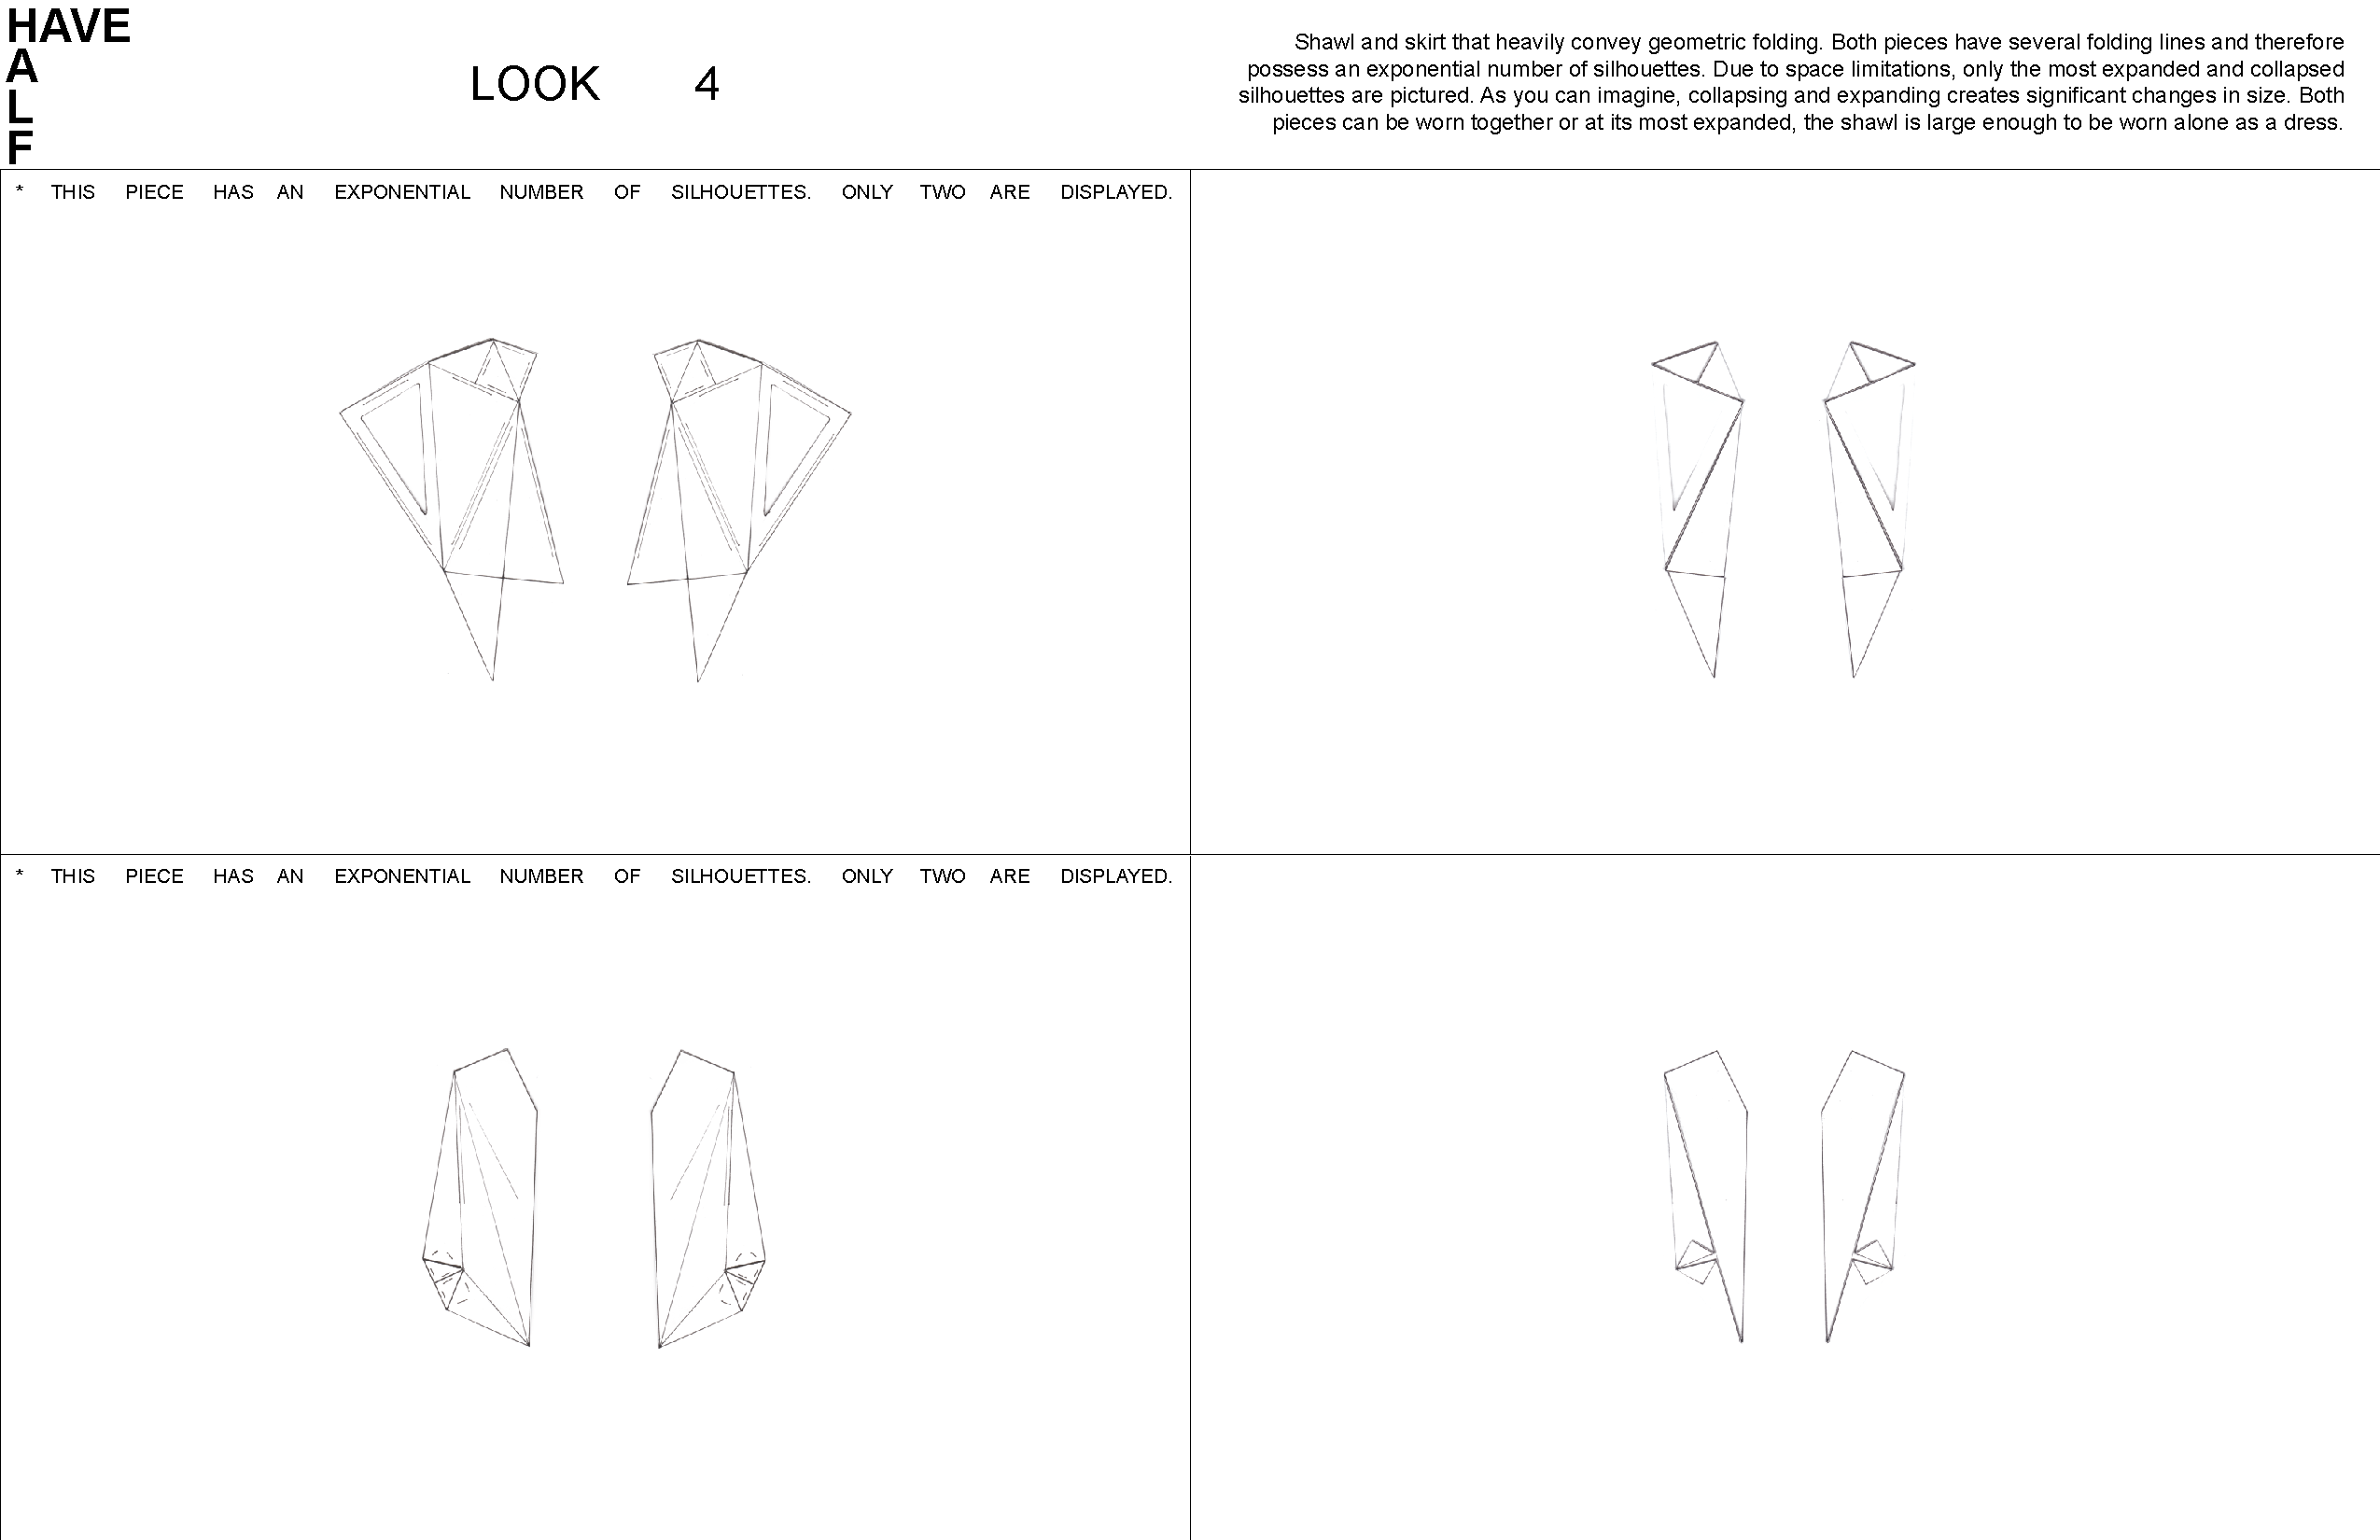 HAVE
A
L
F
LOOK 4
Shawl and skirt that heavily convey geometric folding. Both pieces have several folding lines and therefore
possess an exponential number of silhouettes. Due to space limitations, only the most expanded and collapsed
silhouettes are pictured. As you can imagine, collapsing and expanding creates significant changes in size. Both
pieces can be worn together or at its most expanded, the shawl is large enough to be worn alone as a dress.
* THIS PIECE HAS AN EXPONENTIAL NUMBER OF SILHOUETTES. ONLY TWO ARE DISPLAYED.
* THIS PIECE HAS AN EXPONENTIAL NUMBER OF SILHOUETTES. ONLY TWO ARE DISPLAYED.